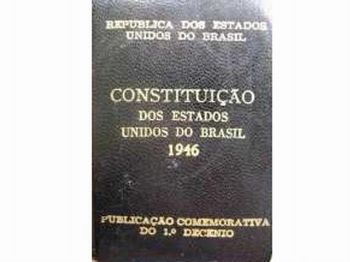 REPUBLICA DOS ESTADOS
UNIDOS DO BRASIL
CONSTITUIÇÃO
DOS ESTADOS
UNIDOS DO BRASIL
1946
PUBLICAÇÃO COMEMORATIVA
DO 1.º DECENIO